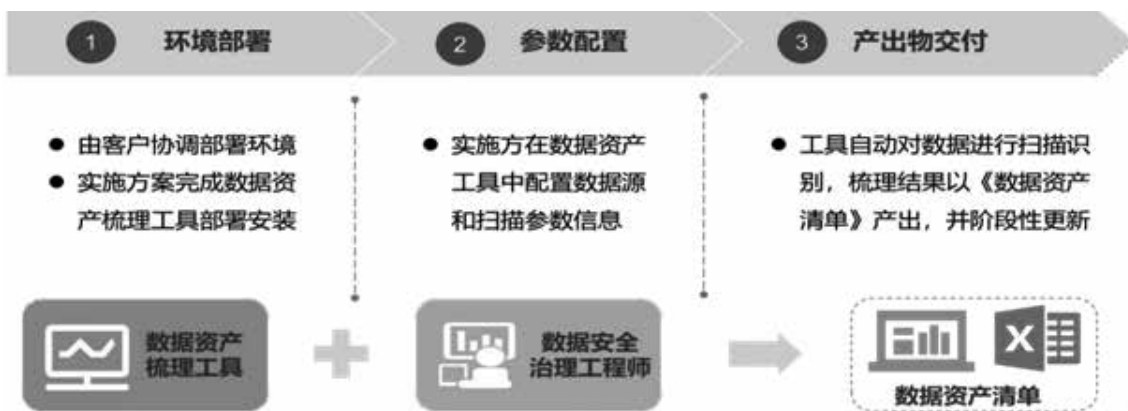 1 环境部署
2 参数配置
3 产出物交付
● 由客户协调部署环境
● 实施方案完成数据资
产梳理工具部署安装
● 实施方在数据资产
工具中配置数据源
和扫描参数信息
● 工具自动对数据进行扫描识
别，梳理结果以《数据资产
清单》产出，并阶段性更新
数据资产
梳理工具
数据安全
治理工程师
X
数据资产清单